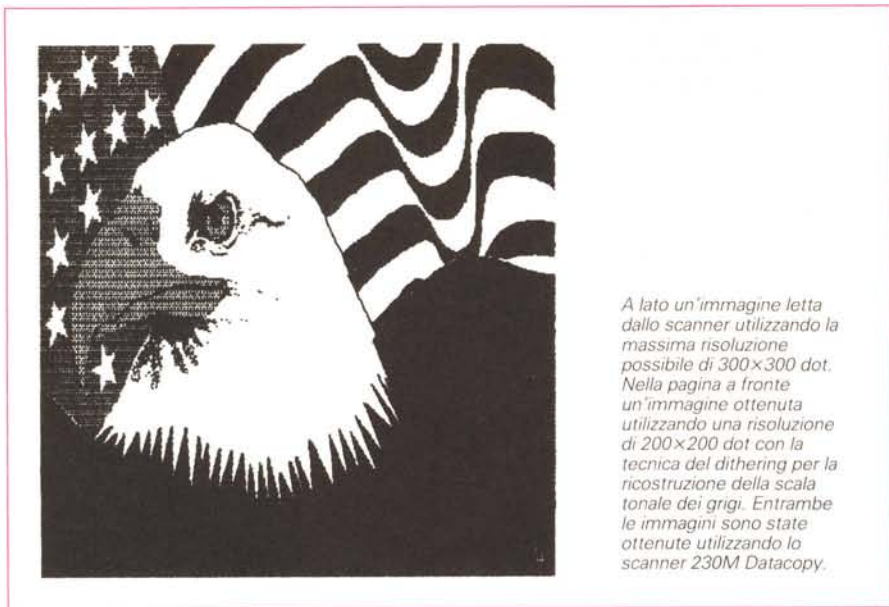 A lato un'immagine letta
dallo scanner utilizzando la
massima risoluzione
possibile di 300×300 dot.
Nella pagina a fronte
un'immagine ottenuta
utilizzando una risoluzione
di 200×200 dot con la
tecnica del dithering per la
ricostruzione della scala
tonale dei grigi. Entrambe
le immagini sono state
ottenute utilizzando lo
scanner 230M Datacopy.